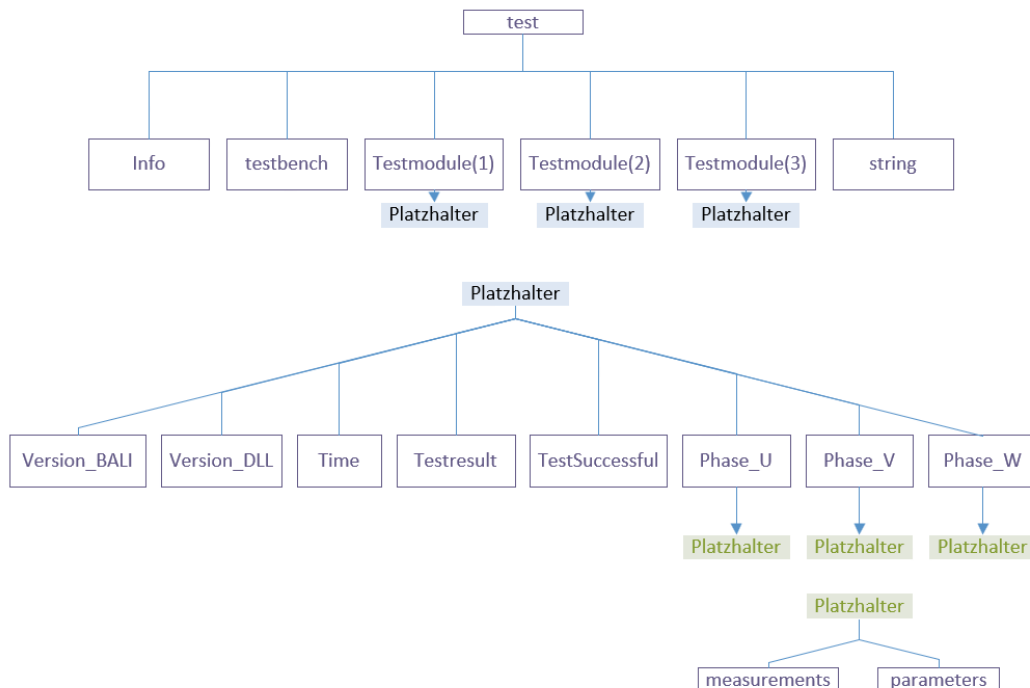 test
Info testbench Testmodule(1) Testmodule(2) Testmodule(3) string
Platzhalter Platzhalter Platzhalter
Platzhalter
Version_BALI Version_DLL Time Testresult TestSuccessful Phase_U Phase_V Phase_W
Platzhalter Platzhalter Platzhalter
Platzhalter
measurements parameters